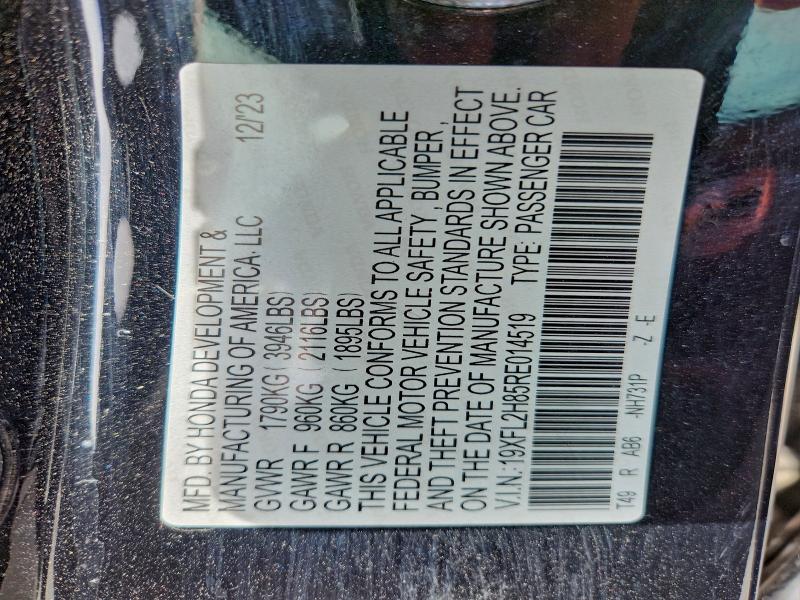 MFD. BY HONDA DEVELOPMENT &
MANUFACTURING OF AMERICA, LLC 12/'23
GVWR 1790KG ( 3946LBS)
GAWR F 960KG ( 2116LBS)
GAWR R 860KG ( 1895LBS)
THIS VEHICLE CONFORMS TO ALL APPLICABLE
FEDERAL MOTOR VEHICLE SAFETY , BUMPER ,
AND THEFT PREVENTION STANDARDS IN EFFECT
ON THE DATE OF MANUFACTURE SHOWN ABOVE.
V.I.N.: 19XFL2H85RE014519 TYPE: PASSENGER CAR
T49 R AB6 -NH731P -Z -E